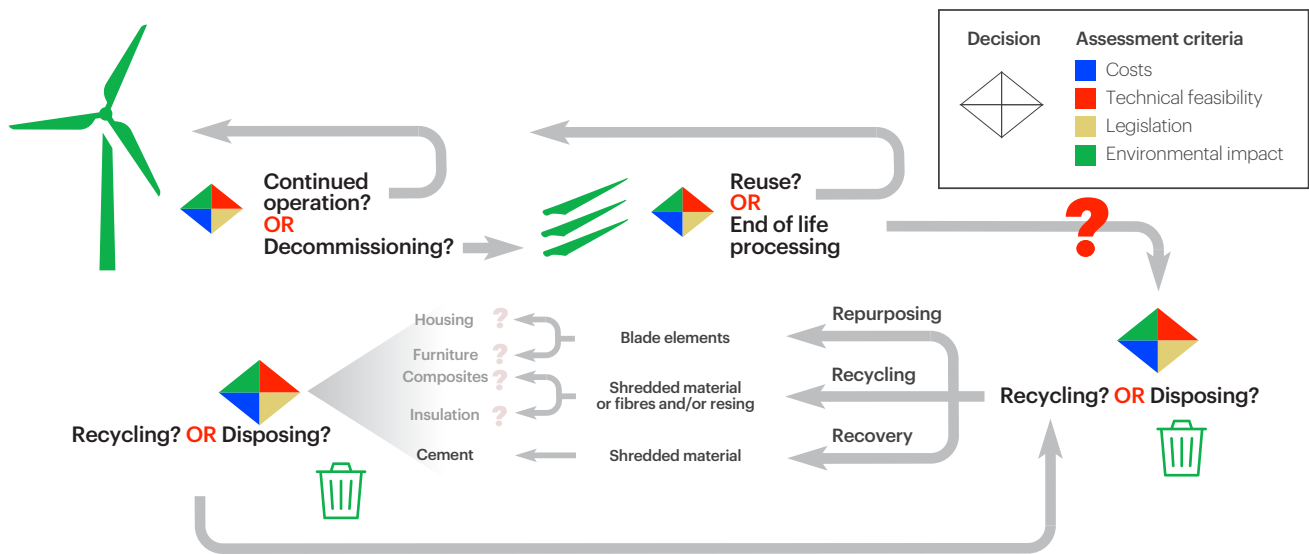 Decision
Assessment criteria
Costs
Technical feasibility
Legislation
Environmental impact
Continued
operation?
OR
Decommissioning?
Reuse?
OR
End of life
processing
?
Housing ?
Furniture ?
Composites ?
Insulation ?
Cement
Blade elements
Shredded material
or fibres and/or resing
Shredded material
Repurposing
Recycling
Recovery
Recycling? OR Disposing?
Recycling? OR Disposing?